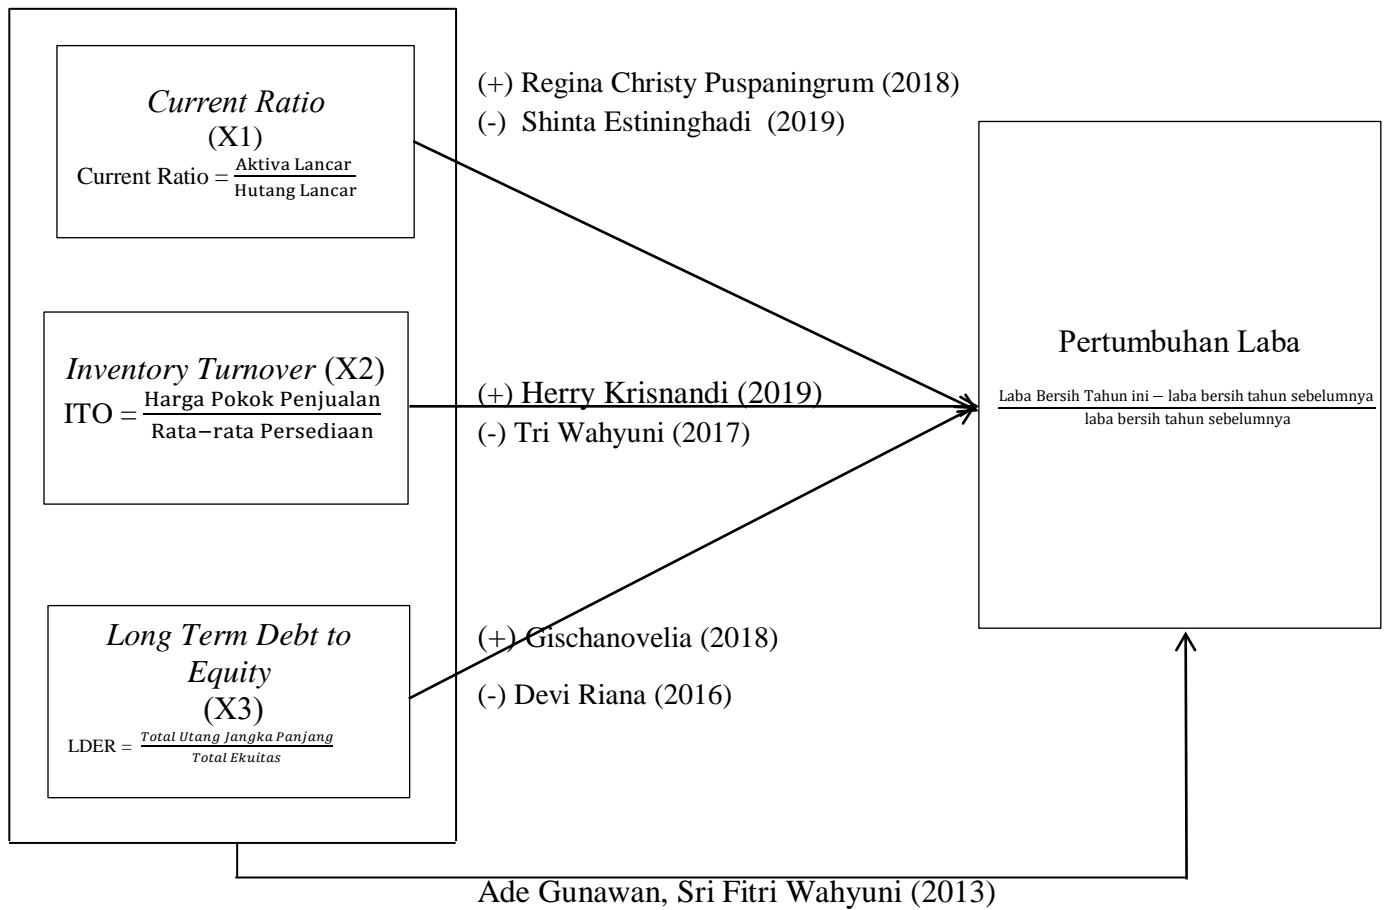 Current Ratio
(X1)
Current Ratio = Aktiva Lancar
Hutang Lancar
(+) Regina Christy Puspaningrum (2018)
(-) Shinta Estininghadi (2019)
Inventory Turnover (X2)
ITO = Harga Pokok Penjualan
Rata−rata Persediaan
(+) Herry Krisnandi (2019)
(-) Tri Wahyuni (2017)
Pertumbuhan Laba
Laba Bersih Tahun ini − laba bersih tahun sebelumnya
laba bersih tahun sebelumnya
Long Term Debt to
Equity
(X3)
LDER = Total Utang Jangka Panjang
Total Ekuitas
(+) Gischanovelia (2018)
(-) Devi Riana (2016)
Ade Gunawan, Sri Fitri Wahyuni (2013)